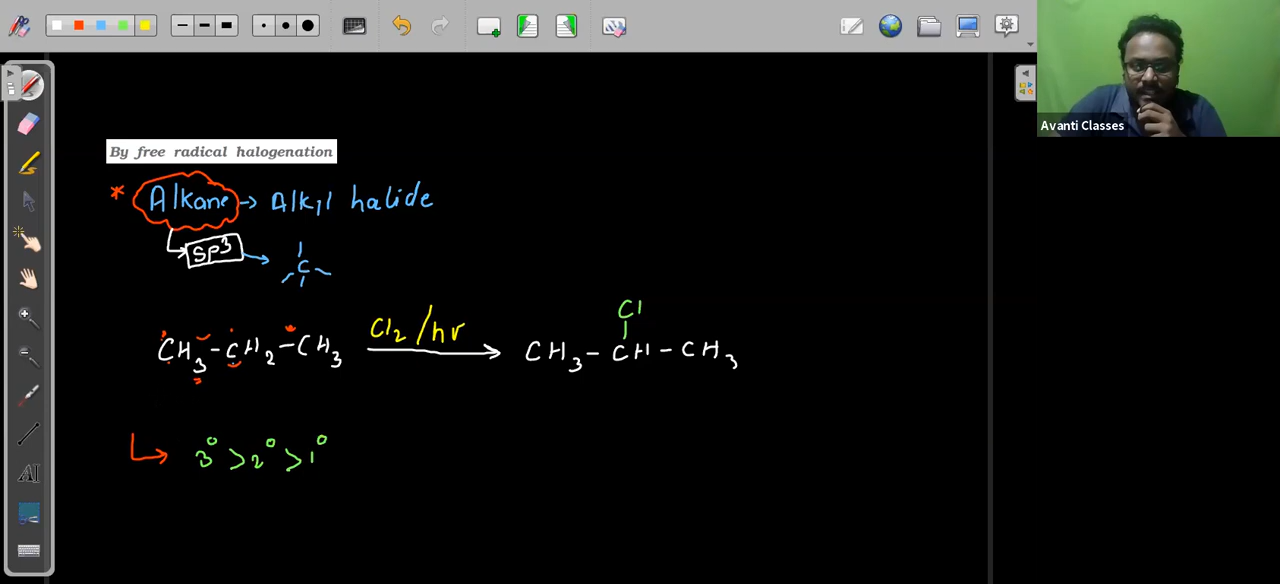 Avanti Classes
By free radical halogenation
* Alkane → Alkyl halide
SP³ → C
CH₃ - CH₂ - CH₃ Cl₂ / hν → CH₃ - CH - CH₃
Cl
3° > 2° > 1°